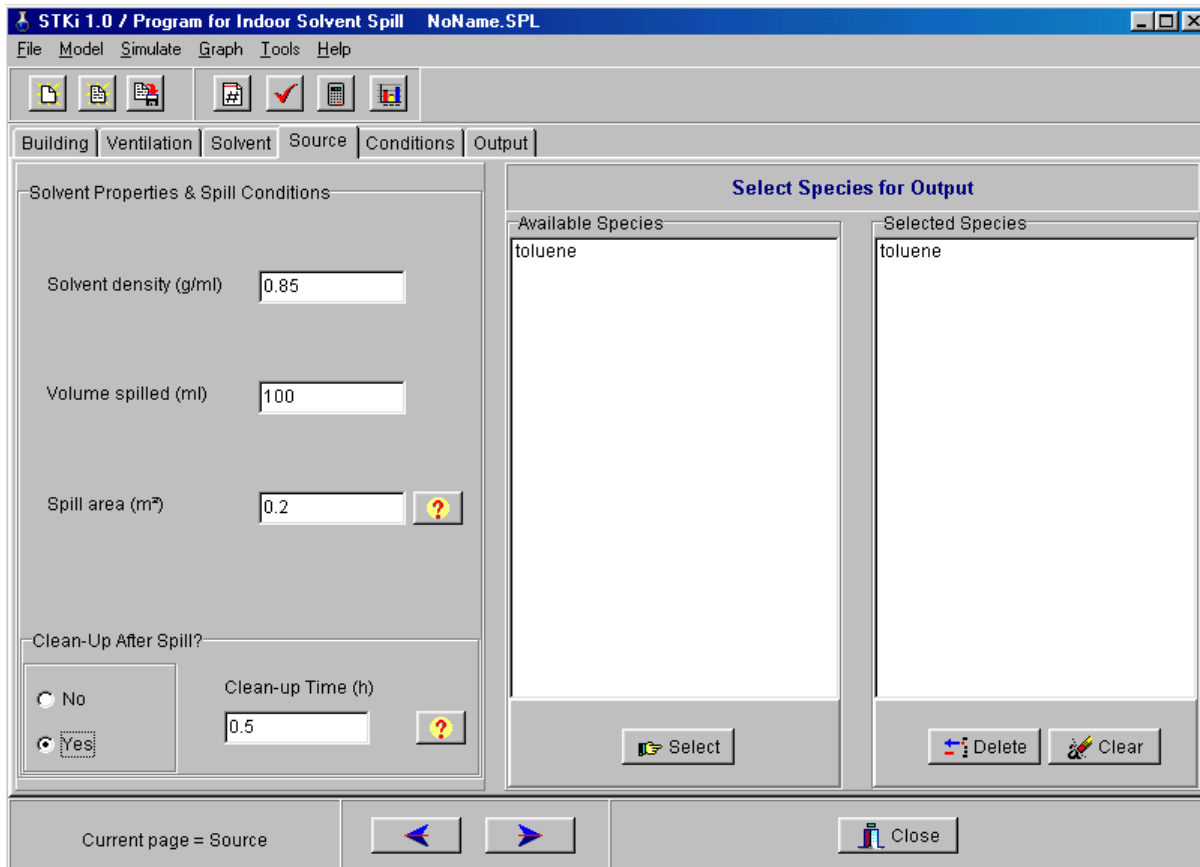 STKi 1.0 / Program for Indoor Solvent Spill NoName.SPL
File Model Simulate Graph Tools Help
Building Ventilation Solvent Source Conditions Output
Solvent Properties & Spill Conditions
Solvent density (g/ml) 0.85
Volume spilled (ml) 100
Spill area (m²) 0.2 ?
Clean-Up After Spill?
No
Yes
Clean-up Time (h)
0.5 ?
Select Species for Output
Available Species
toluene
Select
Selected Species
toluene
Delete Clear
Current page = Source
Close